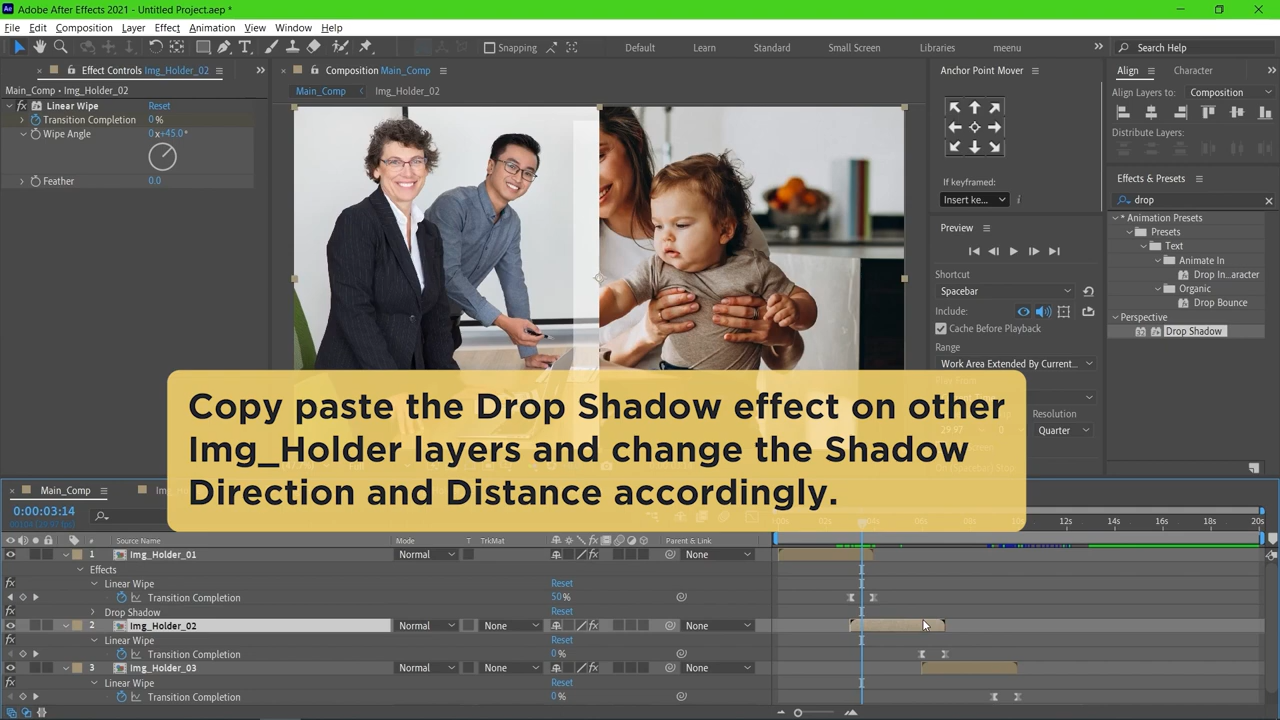 Adobe After Effects 2021 - Untitled Project.aep *
File Edit Composition Layer Effect Animation View Window Help
Snapping Default Learn Standard Small Screen Libraries meenu Search Help
Effect Controls Img_Holder_02
Composition Main_Comp
Anchor Point Mover
Align Character
Main_Comp • Img_Holder_02
Main_Comp Img_Holder_02
Align Layers to: Composition
fx Linear Wipe Reset
Transition Completion 0 %
Wipe Angle 0x+45.0°
Feather 0.0
Distribute Layers:
If keyframed:
Insert ke...
Effects & Presets
drop
* Animation Presets
Presets
Text
Animate In
Drop In...aracter
Organic
Drop Bounce
Perspective
Drop Shadow
Preview
Shortcut
Spacebar
Include:
Cache Before Playback
Range
Work Area Extended By Current...
Resolution
Quarter
Copy paste the Drop Shadow effect on other
Img_Holder layers and change the Shadow
Direction and Distance accordingly.
Main_Comp
0:00:03:14
04s 06s 08s 10s 12s 14s 16s 18s 20s
# Source Name Mode T TrkMat Parent & Link
1 Img_Holder_01 Normal None
Effects
Linear Wipe Reset
Transition Completion 50 %
Drop Shadow Reset
2 Img_Holder_02 Normal None None
Linear Wipe Reset
Transition Completion 0 %
3 Img_Holder_03 Normal None None
Linear Wipe Reset
Transition Completion 0 %